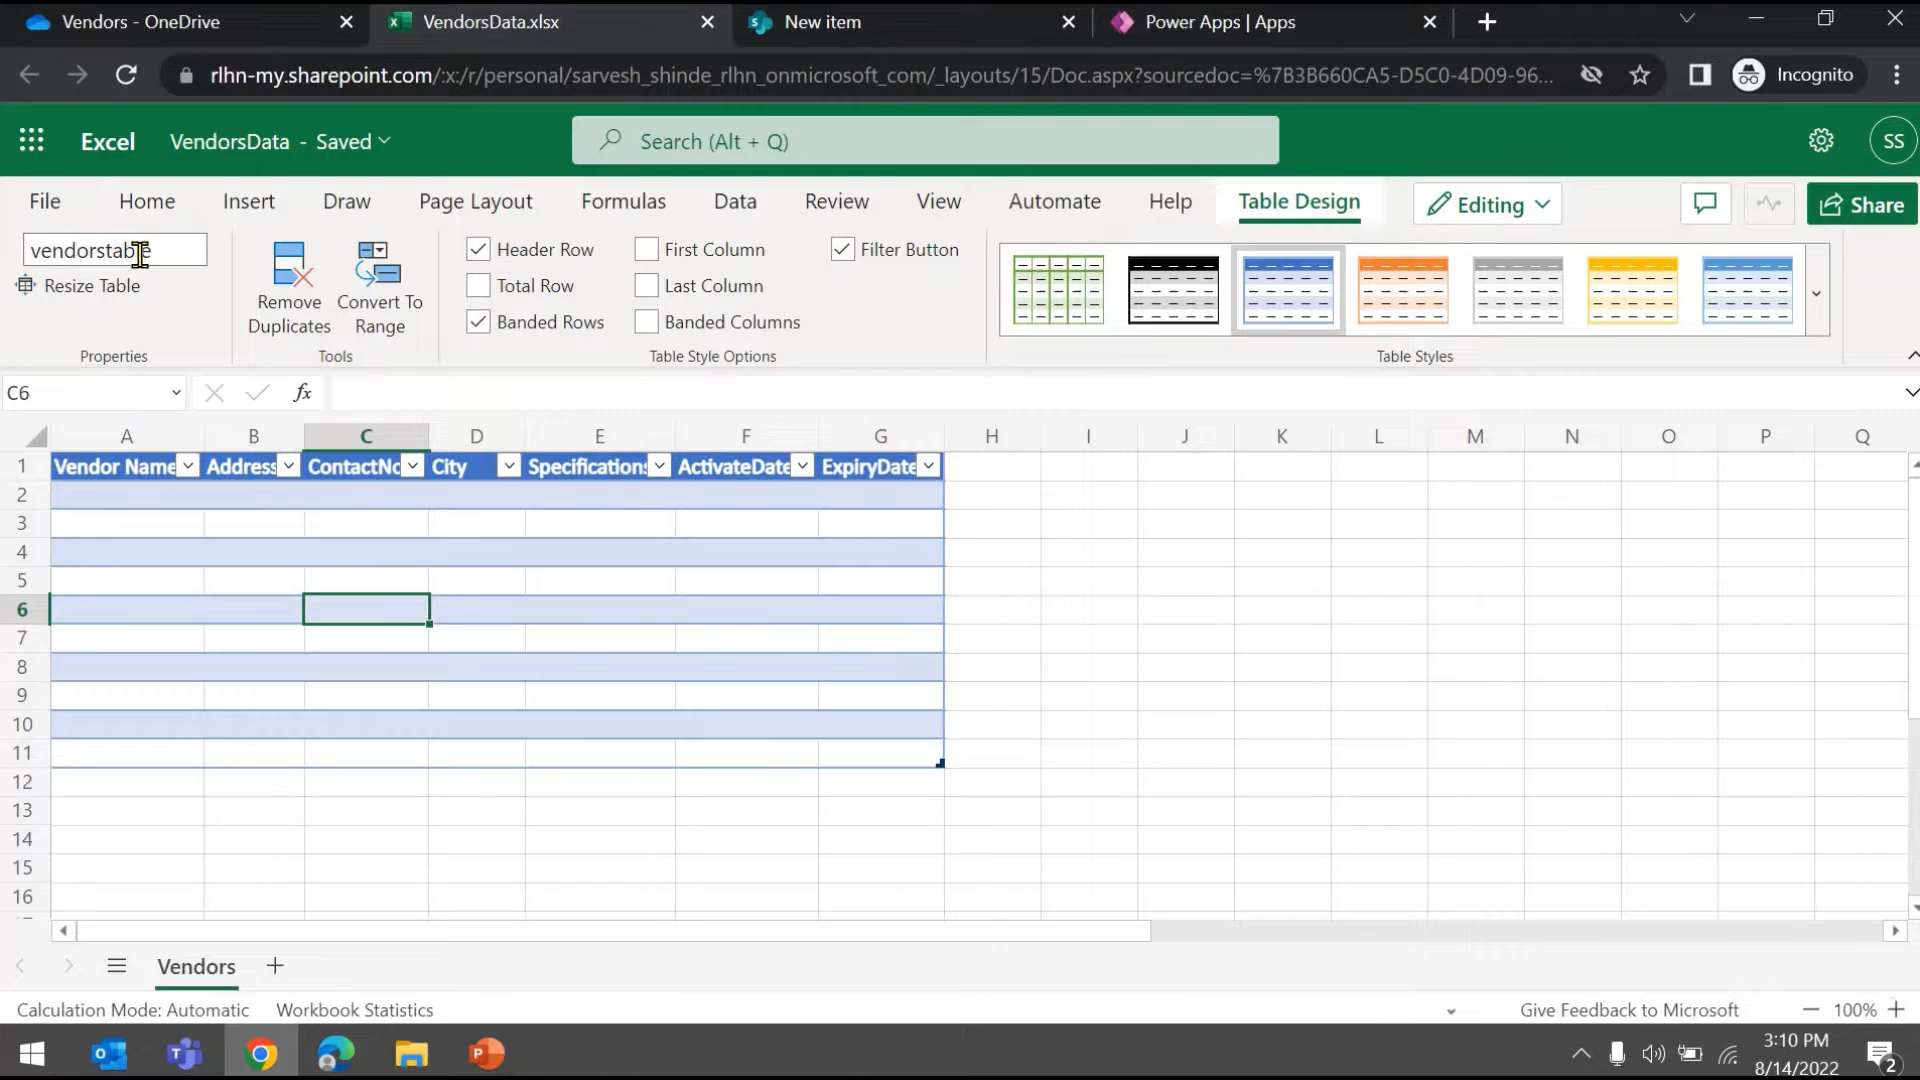 Vendors - OneDrive
VendorsData.xlsx
New item
Power Apps | Apps
rlhn-my.sharepoint.com/:x:/r/personal/sarvesh_shinde_rlhn_onmicrosoft_com/_layouts/15/Doc.aspx?sourcedoc=%7B3B660CA5-D5C0-4D09-96...
Incognito
Excel
VendorsData - Saved
Search (Alt + Q)
SS
File
Home
Insert
Draw
Page Layout
Formulas
Data
Review
View
Automate
Help
Table Design
Editing
Share
vendorstable
Resize Table
Properties
Remove Duplicates
Convert To Range
Tools
Header Row
First Column
Filter Button
Total Row
Last Column
Banded Rows
Banded Columns
Table Style Options
Table Styles
C6
fx
A B C D E F G H I J K L M N O P Q
1 Vendor Name Address ContactNo City Specifications ActivateDate ExpiryDate
2
3
4
5
6
7
8
9
10
11
12
13
14
15
16
Vendors
Calculation Mode: Automatic
Workbook Statistics
Give Feedback to Microsoft
100%
3:10 PM
8/14/2022
2